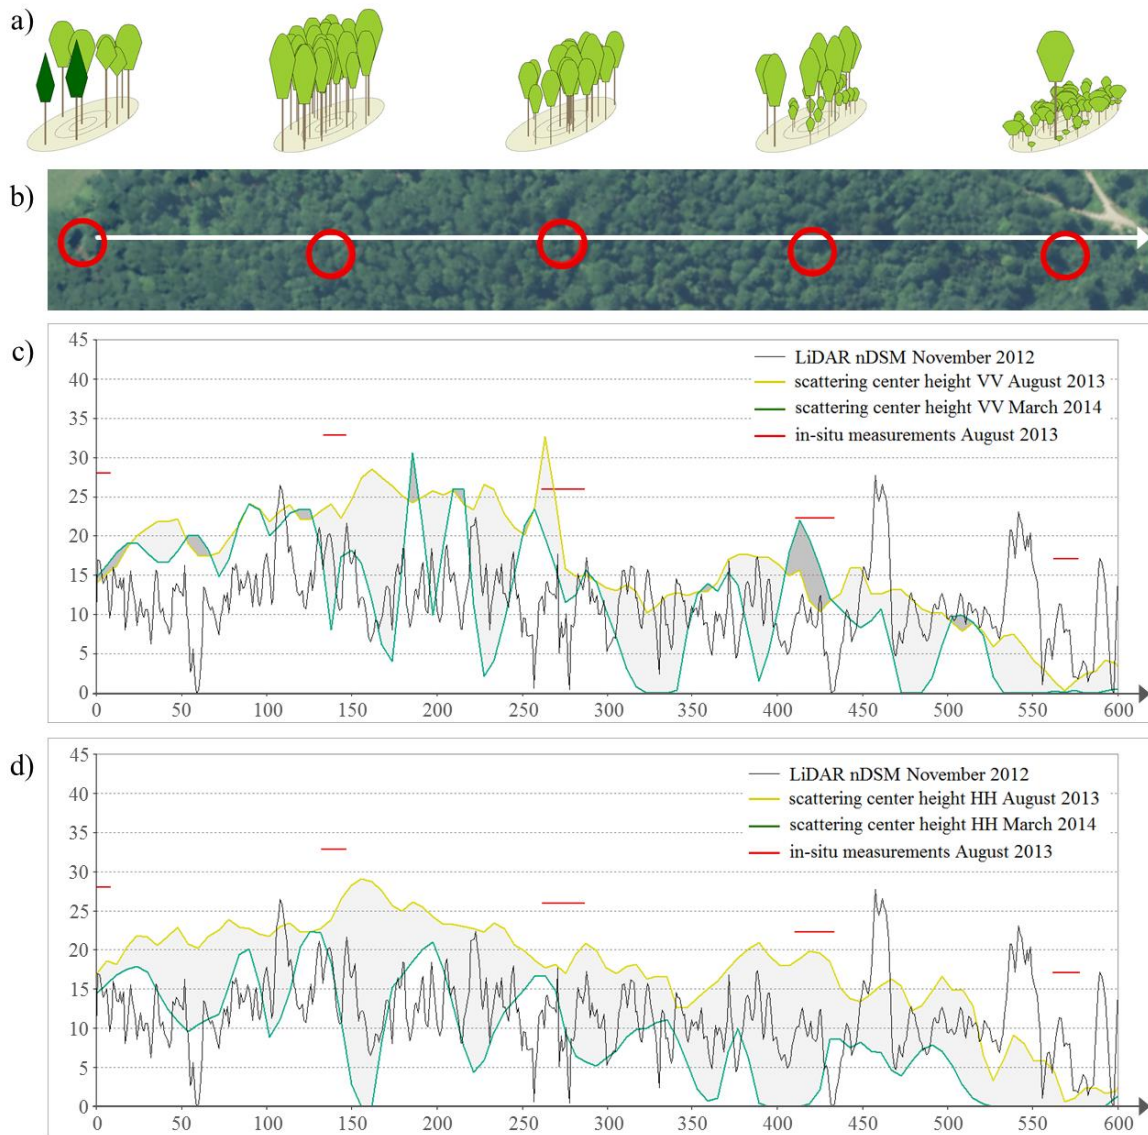 a)
b)
c)
45
40
35
30
25
20
15
10
5
0
LiDAR nDSM November 2012
scattering center height VV August 2013
scattering center height VV March 2014
in-situ measurements August 2013
0 50 100 150 200 250 300 350 400 450 500 550 600
d)
45
40
35
30
25
20
15
10
5
0
LiDAR nDSM November 2012
scattering center height HH August 2013
scattering center height HH March 2014
in-situ measurements August 2013
0 50 100 150 200 250 300 350 400 450 500 550 600